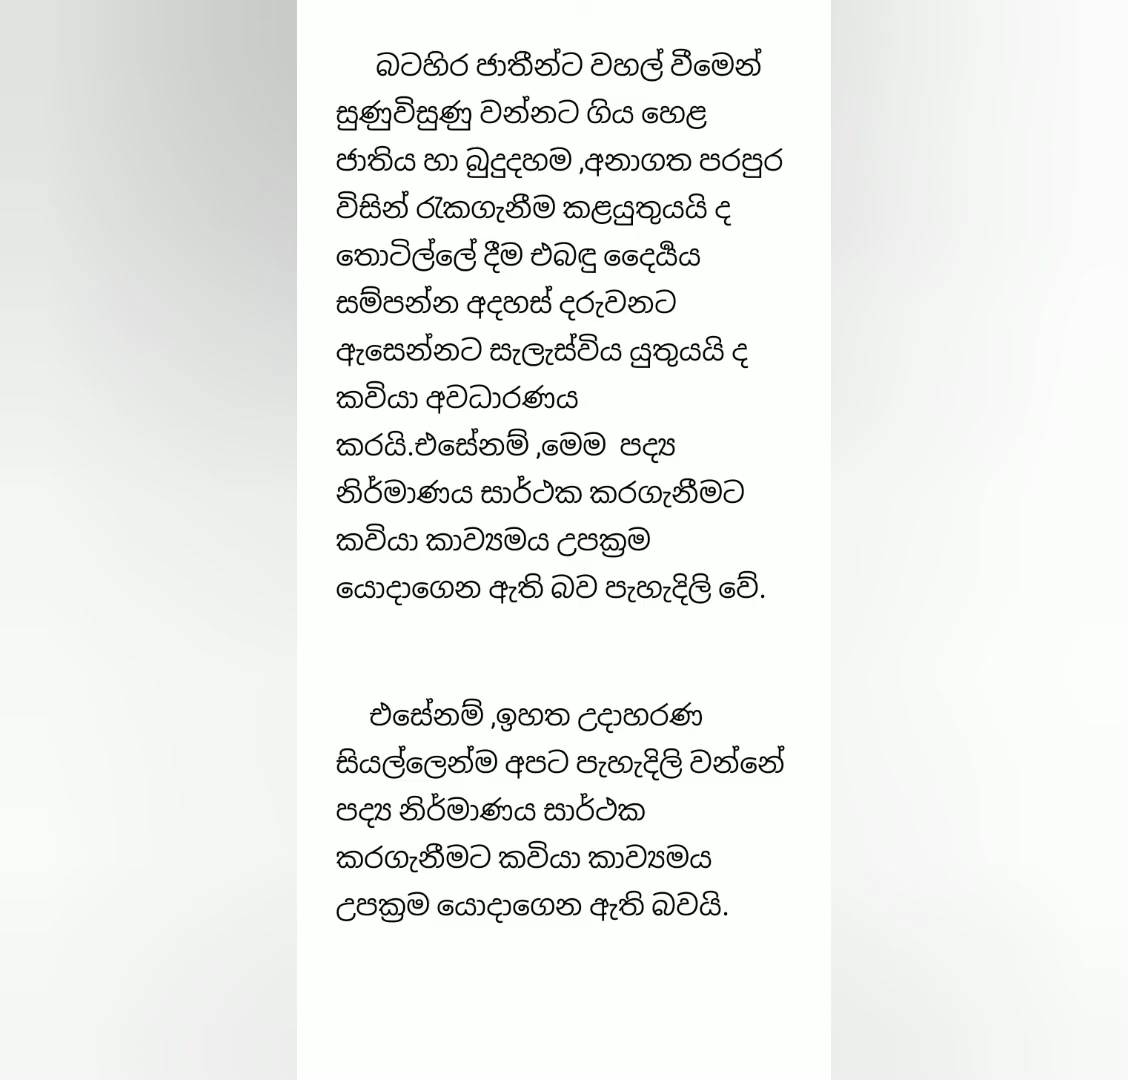 බටහිර ජාතීන්ට වහල් වීමෙන්
සුණුවිසුණු වන්නට ගිය හෙළ
ජාතිය හා බුදුදහම ,අනාගත පරපුර
විසින් රැකගැනීම කළයුතුයයි ද
තොටිල්ලේ දීම එබඳු දෛර්‍ය්‍ය
සම්පන්න අදහස් දරුවනට
ඇසෙන්නට සැලැස්විය යුතුයයි ද
කවියා අවධාරණය
කරයි.එසේනම් ,මෙම පද්‍ය
නිර්මාණය සාර්ථක කරගැනීමට
කවියා කාව්‍යමය උපක්‍රම
යොදාගෙන ඇති බව පැහැදිලි වේ.
එසේනම් ,ඉහත උදාහරණ
සියල්ලෙන්ම අපට පැහැදිලි වන්නේ
පද්‍ය නිර්මාණය සාර්ථක
කරගැනීමට කවියා කාව්‍යමය
උපක්‍රම යොදාගෙන ඇති බවයි.